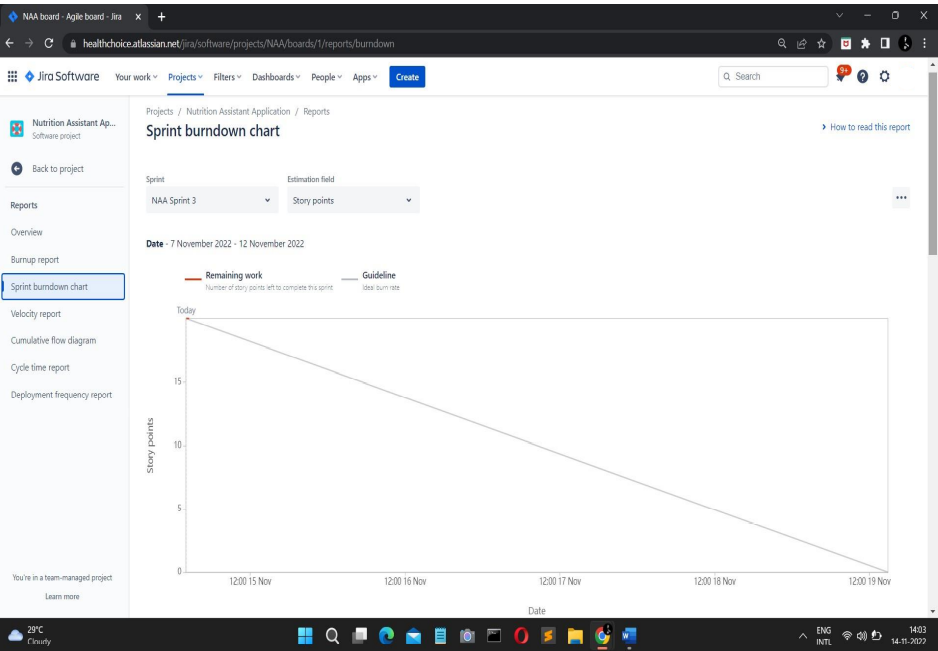 NAA board - Agile board - Jira
healthchoice.atlassian.net/jira/software/projects/NAA/boards/1/reports/burndown
Jira Software Your work Projects Filters Dashboards People Apps Create Search 9+
Nutrition Assistant Ap...
Software project
Back to project
Reports
Overview
Burnup report
Sprint burndown chart
Velocity report
Cumulative flow diagram
Cycle time report
Deployment frequency report
You're in a team-managed project
Learn more
Projects / Nutrition Assistant Application / Reports
Sprint burndown chart
How to read this report
Sprint Estimation field
NAA Sprint 3 Story points
Date - 7 November 2022 - 12 November 2022
Remaining work Guideline
Number of story points left to complete this sprint Ideal burn rate
Today
15
10
5
0
Story points
12:00 15 Nov 12:00 16 Nov 12:00 17 Nov 12:00 18 Nov 12:00 19 Nov
Date
29°C
Cloudy
ENG
INTL
14:03
14-11-2022